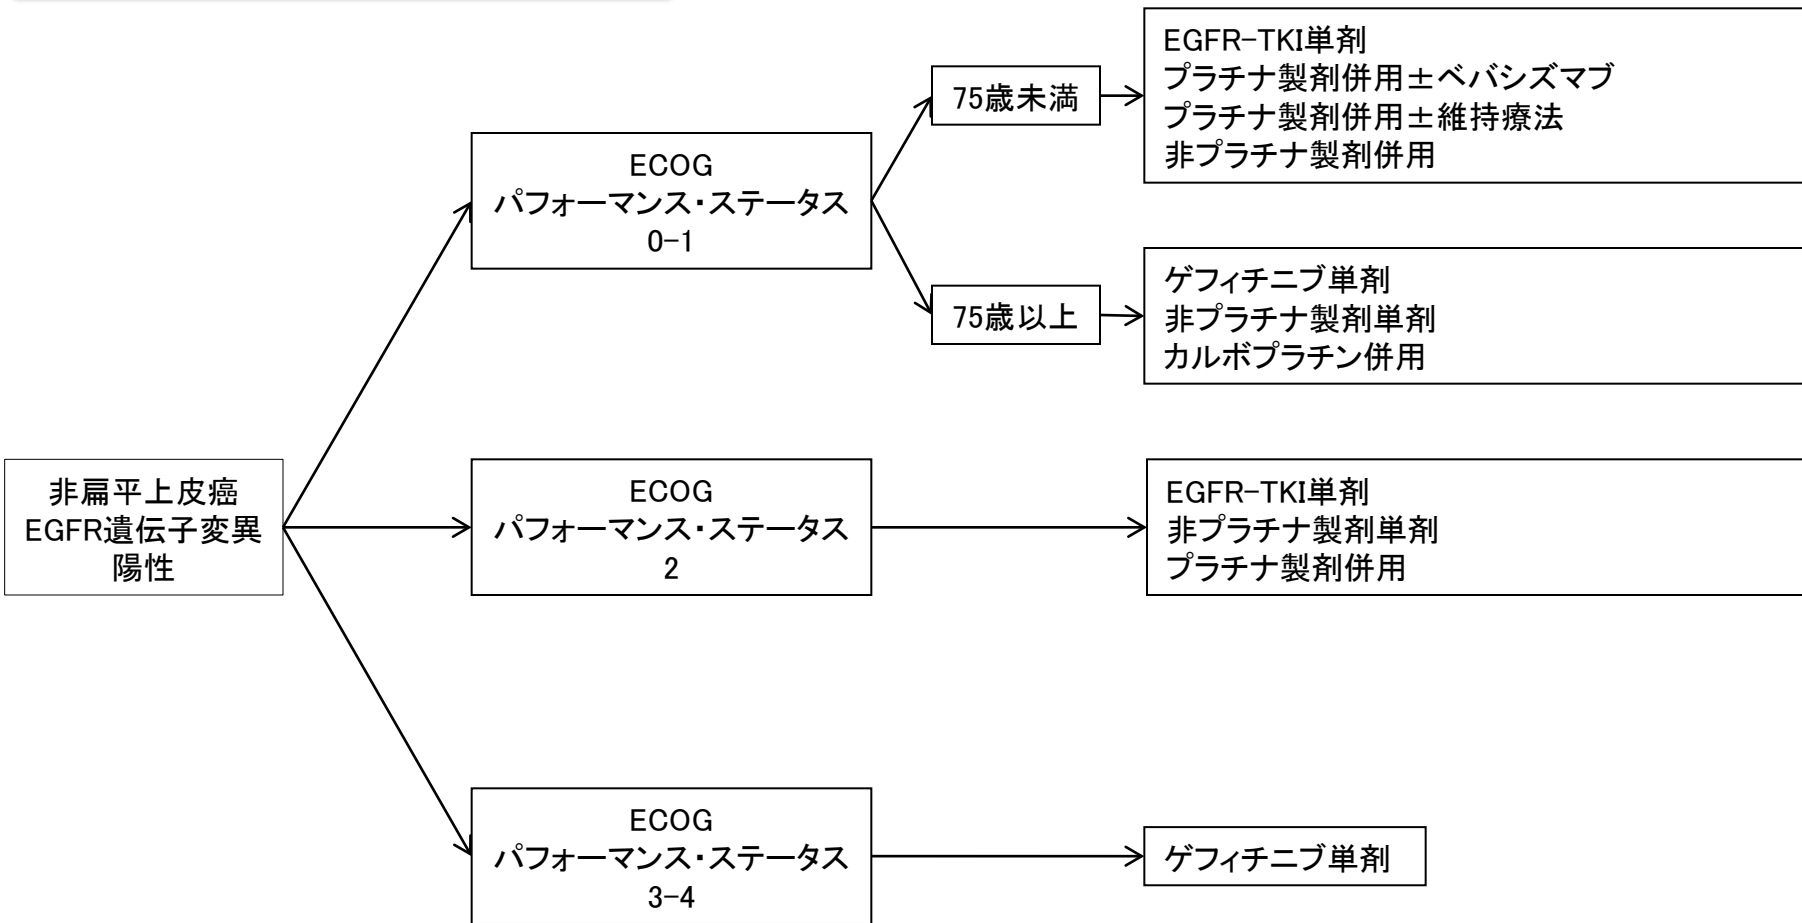 75歳未満
EGFR-TKI単剤
プラチナ製剤併用±ベバシズマブ
プラチナ製剤併用±維持療法
非プラチナ製剤併用
ECOG
パフォーマンス・ステータス
0-1
75歳以上
ゲフィチニブ単剤
非プラチナ製剤単剤
カルボプラチン併用
非扁平上皮癌
EGFR遺伝子変異
陽性
ECOG
パフォーマンス・ステータス
2
EGFR-TKI単剤
非プラチナ製剤単剤
プラチナ製剤併用
ECOG
パフォーマンス・ステータス
3-4
ゲフィチニブ単剤